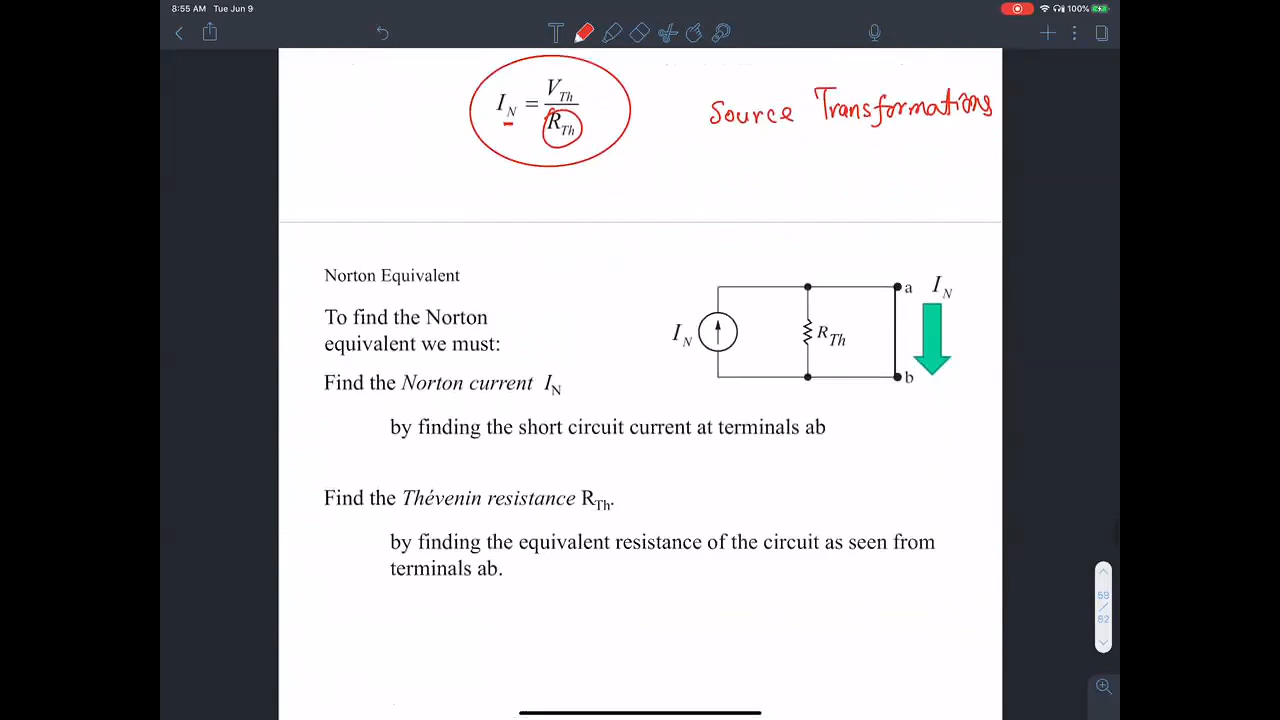 8:55 AM Tue Jun 9
100%
I_N = V_Th / R_Th
Source Transformations
Norton Equivalent
To find the Norton
equivalent we must:
Find the Norton current I_N
by finding the short circuit current at terminals ab
I_N
R_Th
a
I_N
b
Find the Thévenin resistance R_Th.
by finding the equivalent resistance of the circuit as seen from
terminals ab.
59
/
82
T